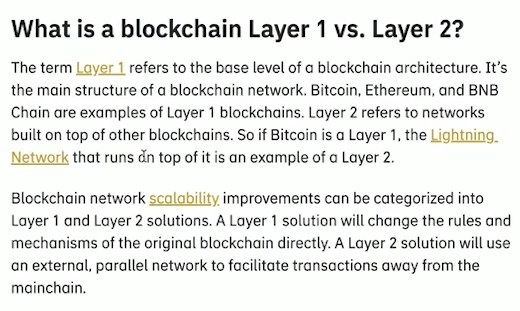 What is a blockchain Layer 1 vs. Layer 2?
The term Layer 1 refers to the base level of a blockchain architecture. It's
the main structure of a blockchain network. Bitcoin, Ethereum, and BNB
Chain are examples of Layer 1 blockchains. Layer 2 refers to networks
built on top of other blockchains. So if Bitcoin is a Layer 1, the Lightning
Network that runs on top of it is an example of a Layer 2.
Blockchain network scalability improvements can be categorized into
Layer 1 and Layer 2 solutions. A Layer 1 solution will change the rules and
mechanisms of the original blockchain directly. A Layer 2 solution will use
an external, parallel network to facilitate transactions away from the
mainchain.